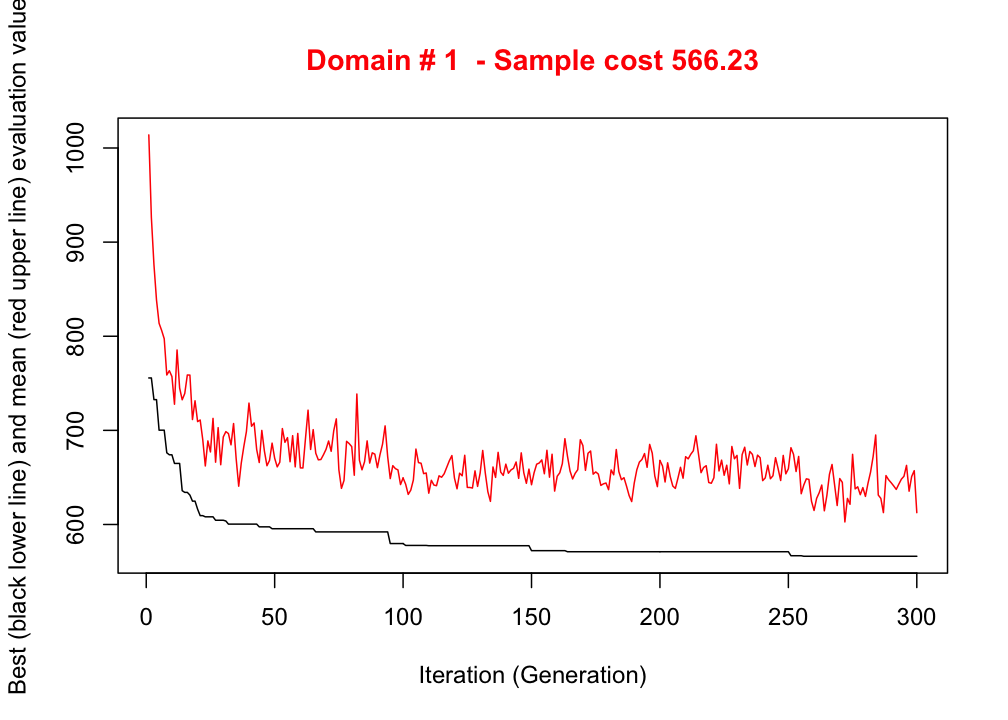 Domain # 1  - Sample cost 566.23
Best (black lower line) and mean (red upper line) evaluation value
1000
900
800
700
600
0 50 100 150 200 250 300
Iteration (Generation)